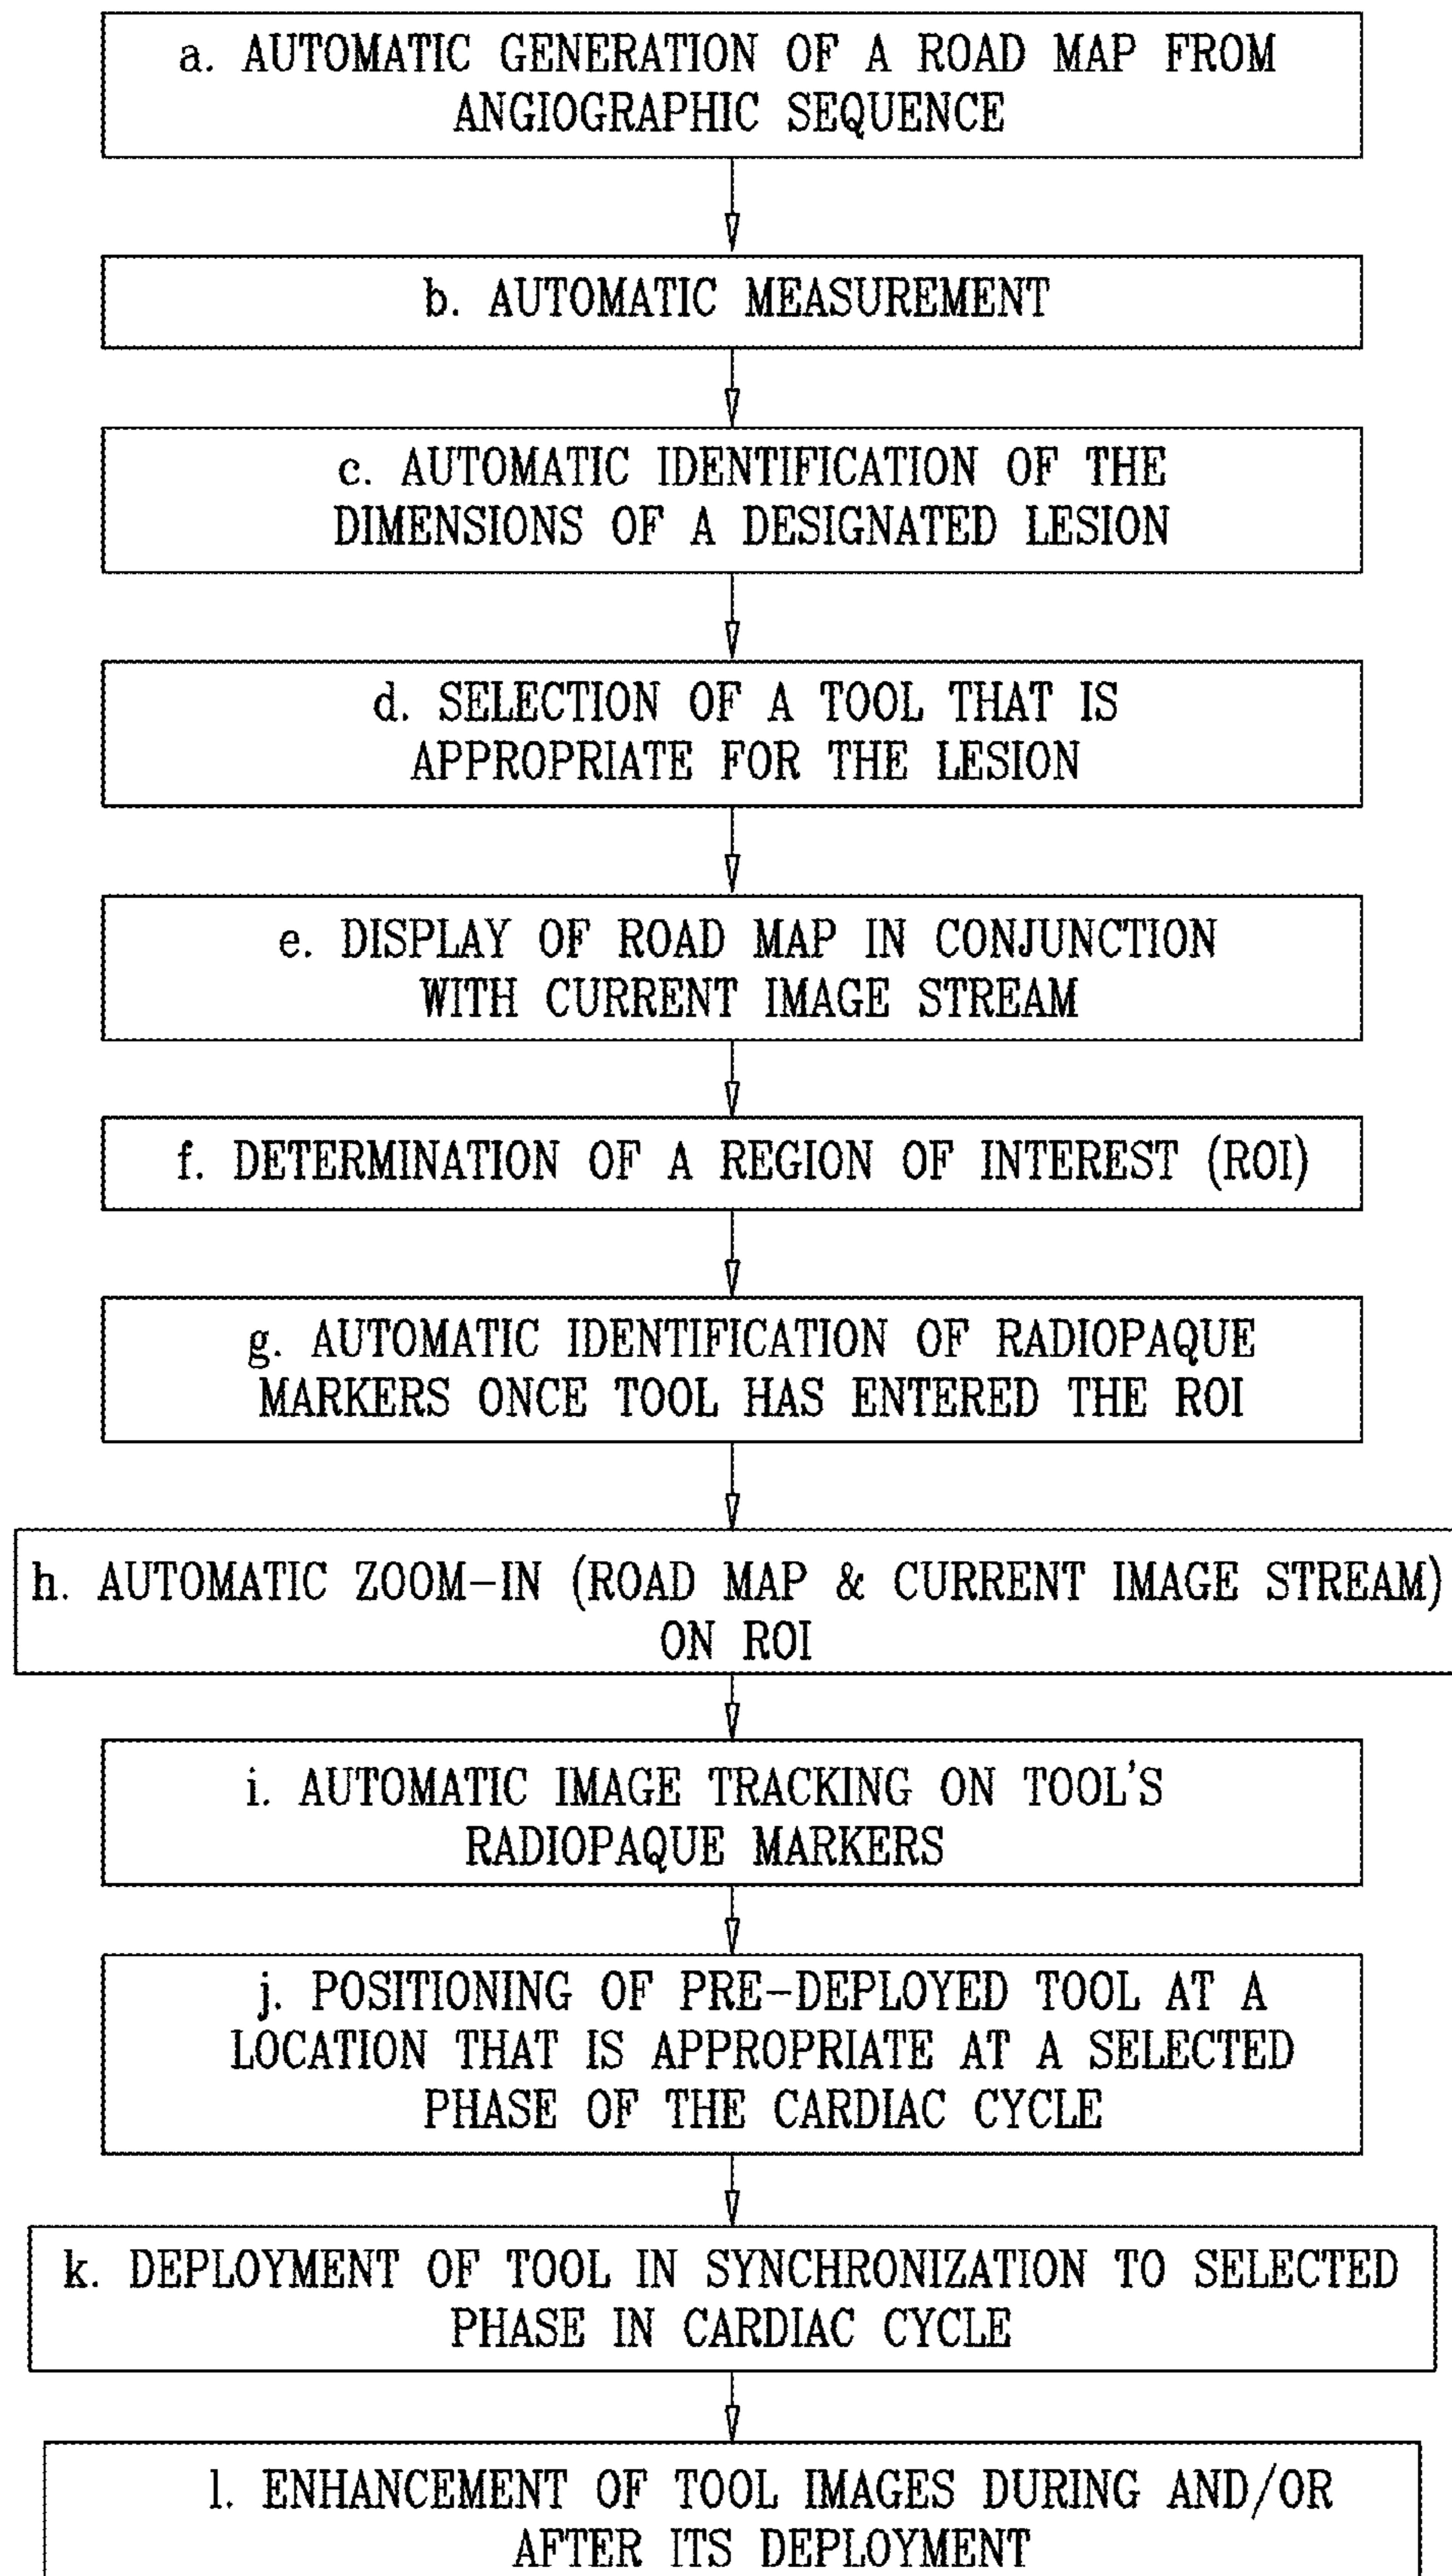 a. AUTOMATIC GENERATION OF A ROAD MAP FROM
ANGIOGRAPHIC SEQUENCE
b. AUTOMATIC MEASUREMENT
c. AUTOMATIC IDENTIFICATION OF THE
DIMENSIONS OF A DESIGNATED LESION
d. SELECTION OF A TOOL THAT IS
APPROPRIATE FOR THE LESION
e. DISPLAY OF ROAD MAP IN CONJUNCTION
WITH CURRENT IMAGE STREAM
f. DETERMINATION OF A REGION OF INTEREST (ROI)
g. AUTOMATIC IDENTIFICATION OF RADIOPAQUE
MARKERS ONCE TOOL HAS ENTERED THE ROI
h. AUTOMATIC ZOOM-IN (ROAD MAP & CURRENT IMAGE STREAM)
ON ROI
i. AUTOMATIC IMAGE TRACKING ON TOOL'S
RADIOPAQUE MARKERS
j. POSITIONING OF PRE-DEPLOYED TOOL AT A
LOCATION THAT IS APPROPRIATE AT A SELECTED
PHASE OF THE CARDIAC CYCLE
k. DEPLOYMENT OF TOOL IN SYNCHRONIZATION TO SELECTED
PHASE IN CARDIAC CYCLE
l. ENHANCEMENT OF TOOL IMAGES DURING AND/OR
AFTER ITS DEPLOYMENT